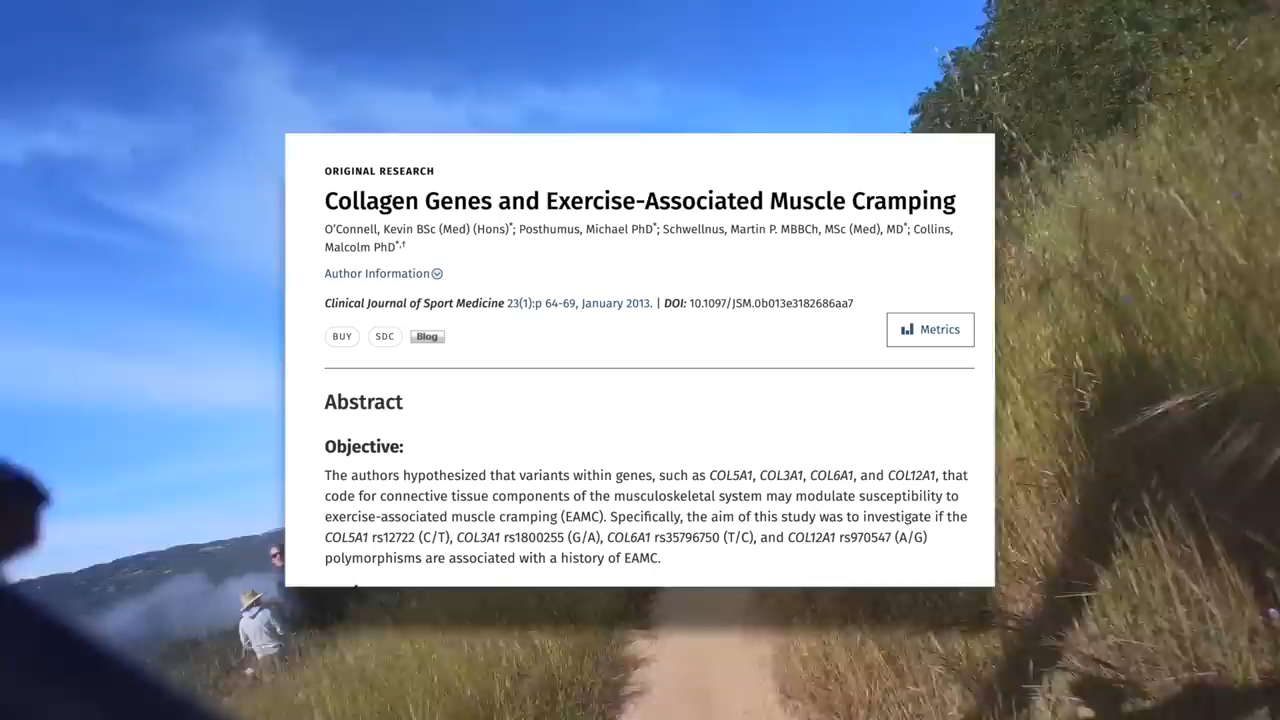 ORIGINAL RESEARCH
Collagen Genes and Exercise-Associated Muscle Cramping
O'Connell, Kevin BSc (Med) (Hons)*; Posthumus, Michael PhD*; Schwellnus, Martin P. MBBCh, MSc (Med), MD*; Collins,
Malcolm PhD*,†
Author Information
Clinical Journal of Sport Medicine 23(1):p 64-69, January 2013. | DOI: 10.1097/JSM.0b013e3182686aa7
BUY SDC Blog
Metrics
Abstract
Objective:
The authors hypothesized that variants within genes, such as COL5A1, COL3A1, COL6A1, and COL12A1, that
code for connective tissue components of the musculoskeletal system may modulate susceptibility to
exercise-associated muscle cramping (EAMC). Specifically, the aim of this study was to investigate if the
COL5A1 rs12722 (C/T), COL3A1 rs1800255 (G/A), COL6A1 rs35796750 (T/C), and COL12A1 rs970547 (A/G)
polymorphisms are associated with a history of EAMC.